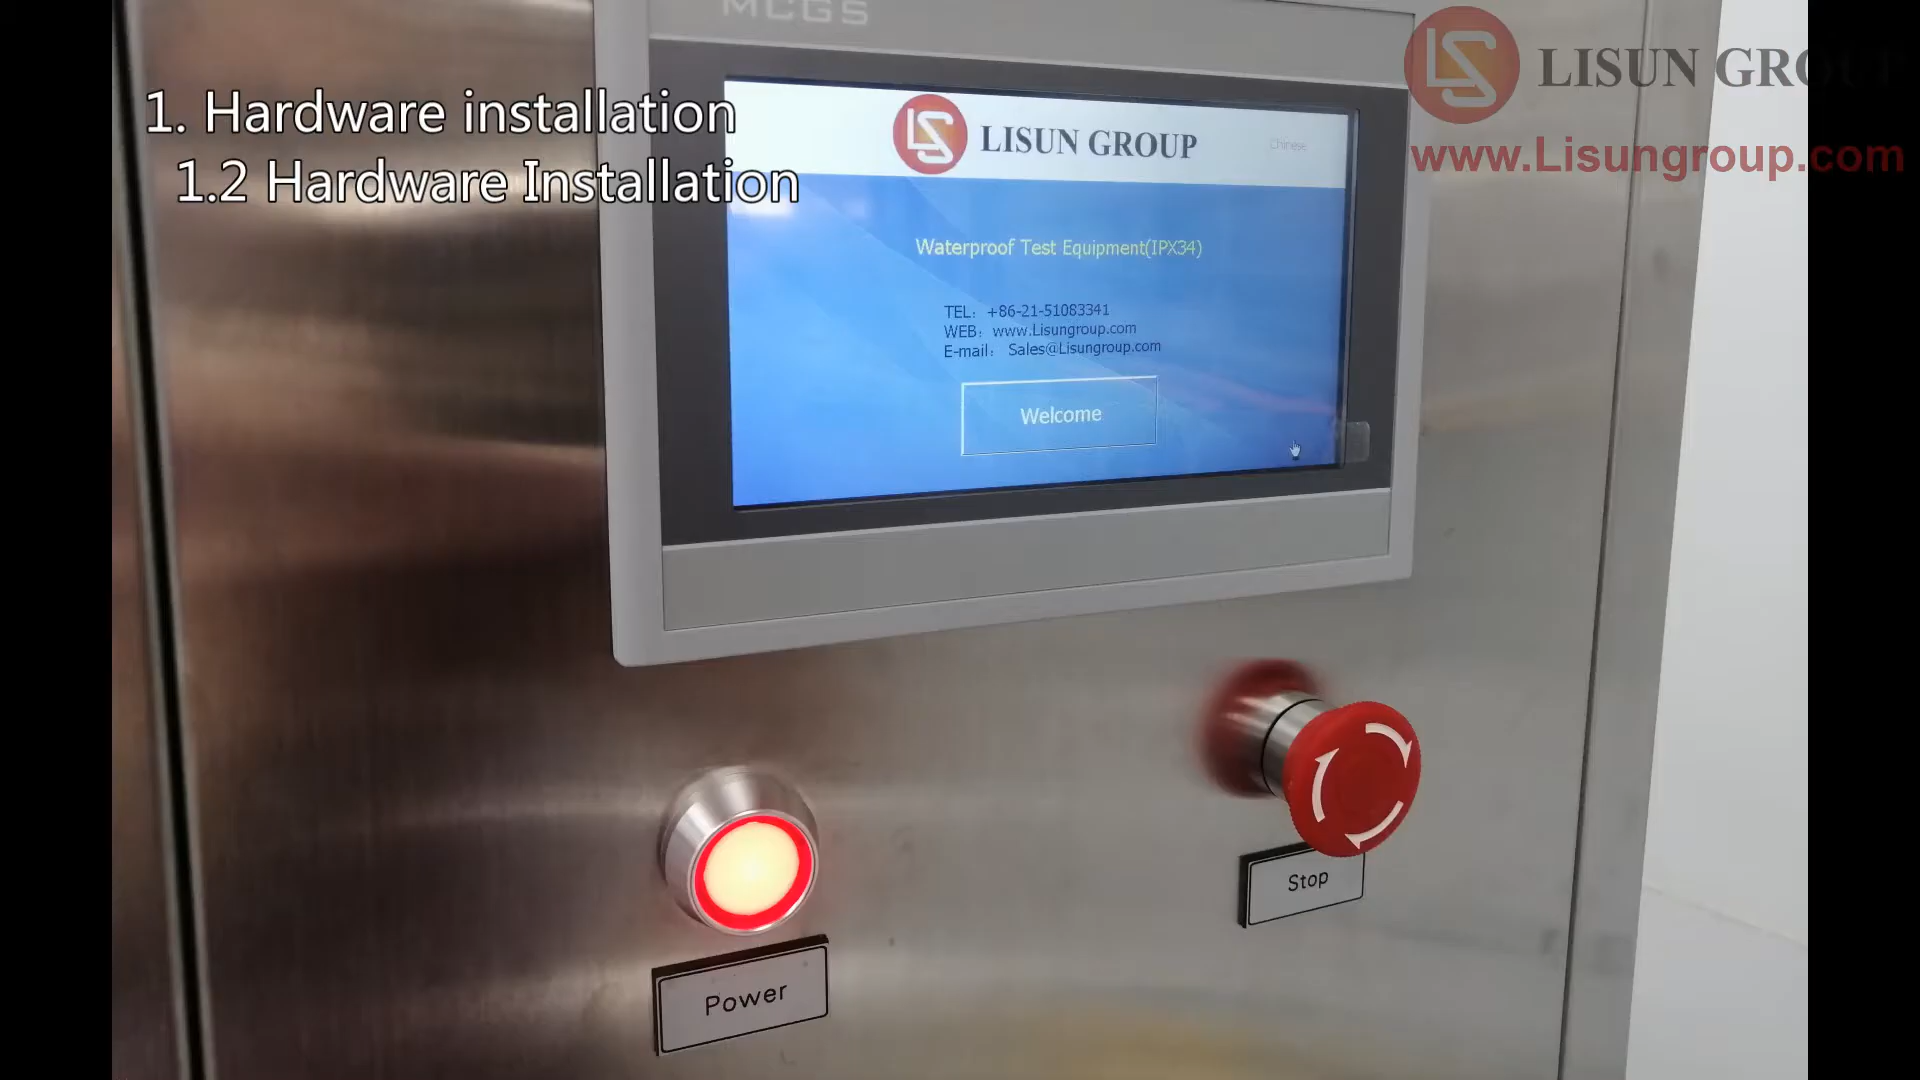 MCGS
1. Hardware installation
1.2 Hardware Installation
LISUN GROUP
Chinese
Waterproof Test Equipment(IPX34)
TEL: +86-21-51083341
WEB: www.Lisungroup.com
E-mail: Sales@Lisungroup.com
Welcome
LISUN GROUP
www.Lisungroup.com
Stop
Power